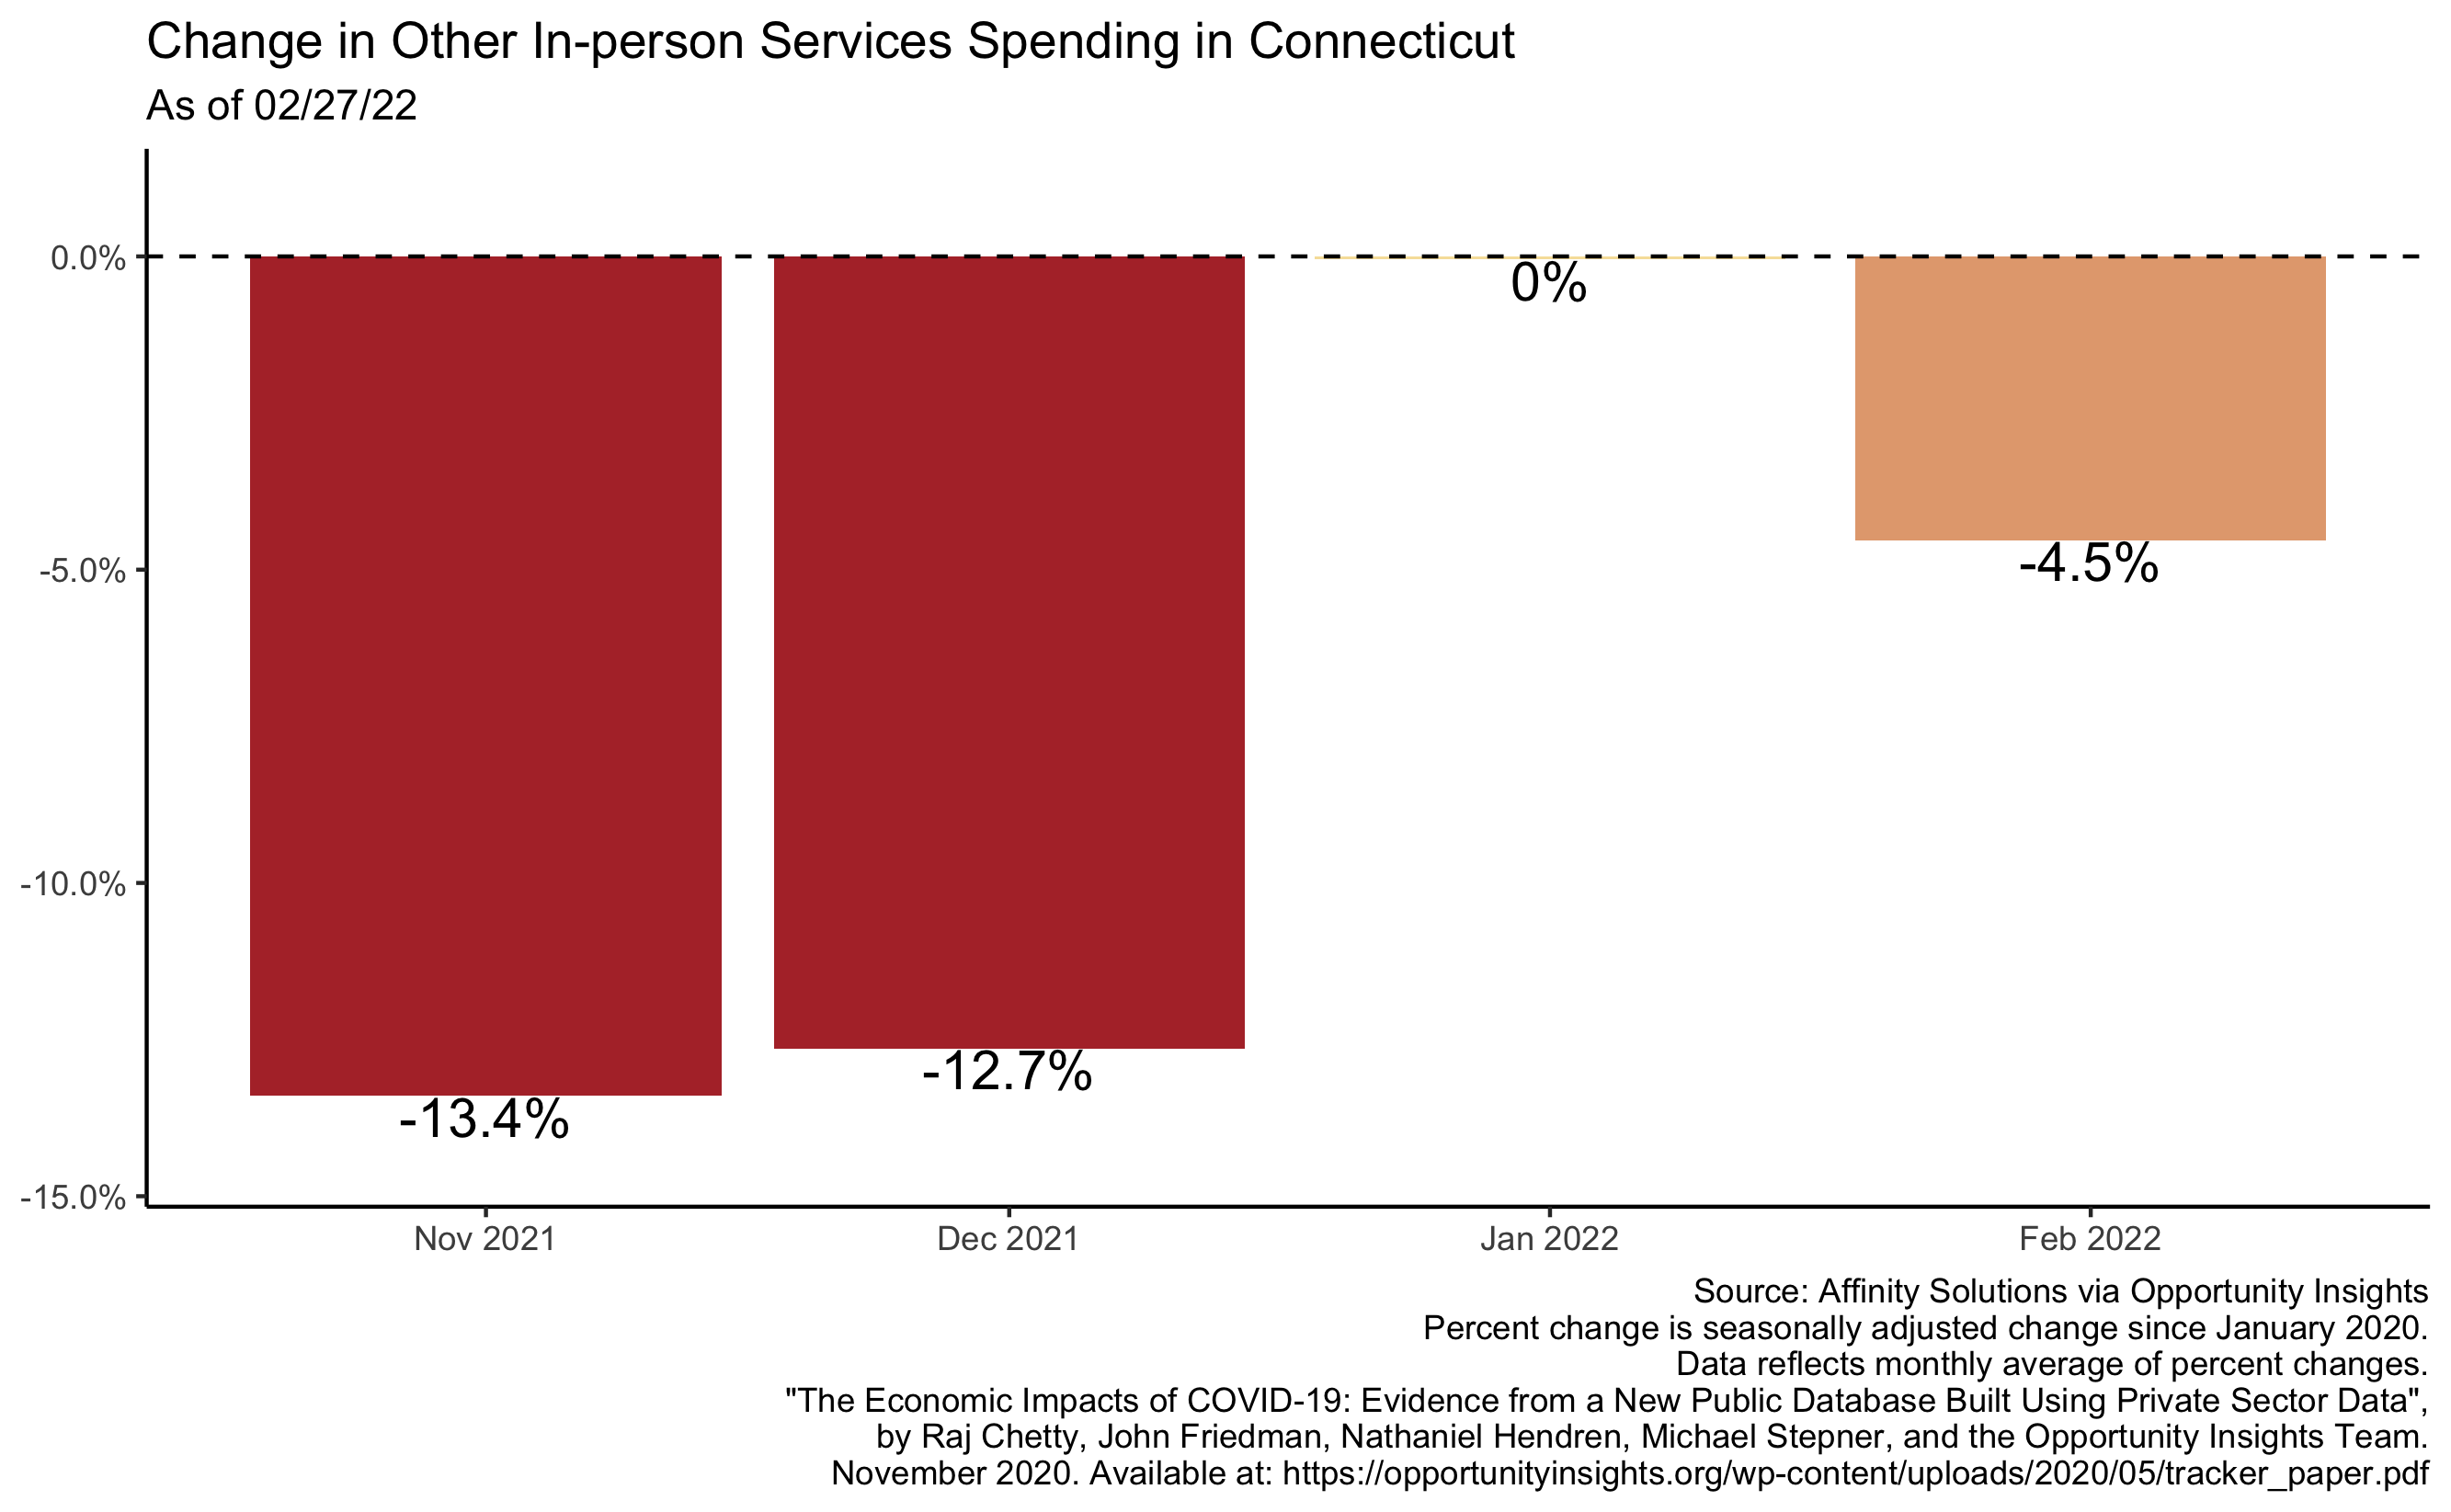 Change in Other In-person Services Spending in Connecticut
As of 02/27/22
0.0%
-5.0%
-10.0%
-15.0%
-13.4%
-12.7%
0%
-4.5%
Nov 2021
Dec 2021
Jan 2022
Feb 2022
Source: Affinity Solutions via Opportunity Insights
Percent change is seasonally adjusted change since January 2020.
Data reflects monthly average of percent changes.
"The Economic Impacts of COVID-19: Evidence from a New Public Database Built Using Private Sector Data",
by Raj Chetty, John Friedman, Nathaniel Hendren, Michael Stepner, and the Opportunity Insights Team.
November 2020. Available at: https://opportunityinsights.org/wp-content/uploads/2020/05/tracker_paper.pdf